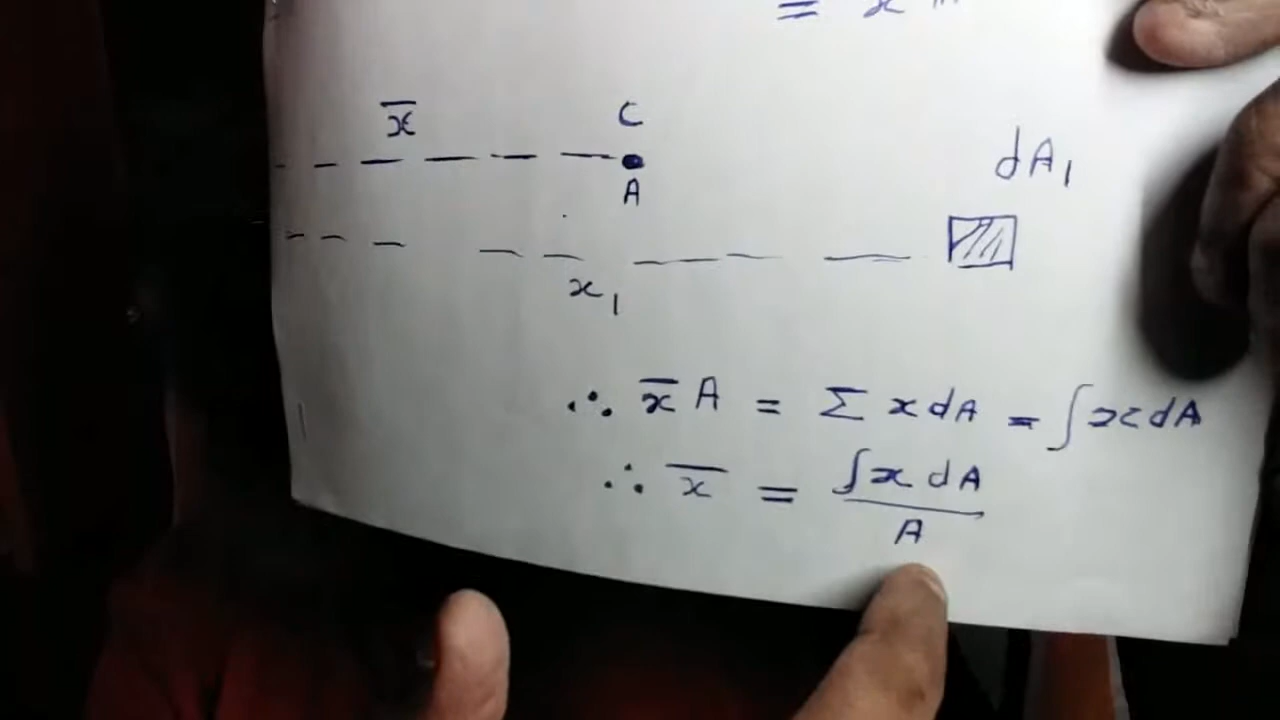 = x
x̄
C
dA₁
A
x₁
∴ x̄ A = Σ x dA = ∫ x dA
∴ x̄ = ∫ x dA / A